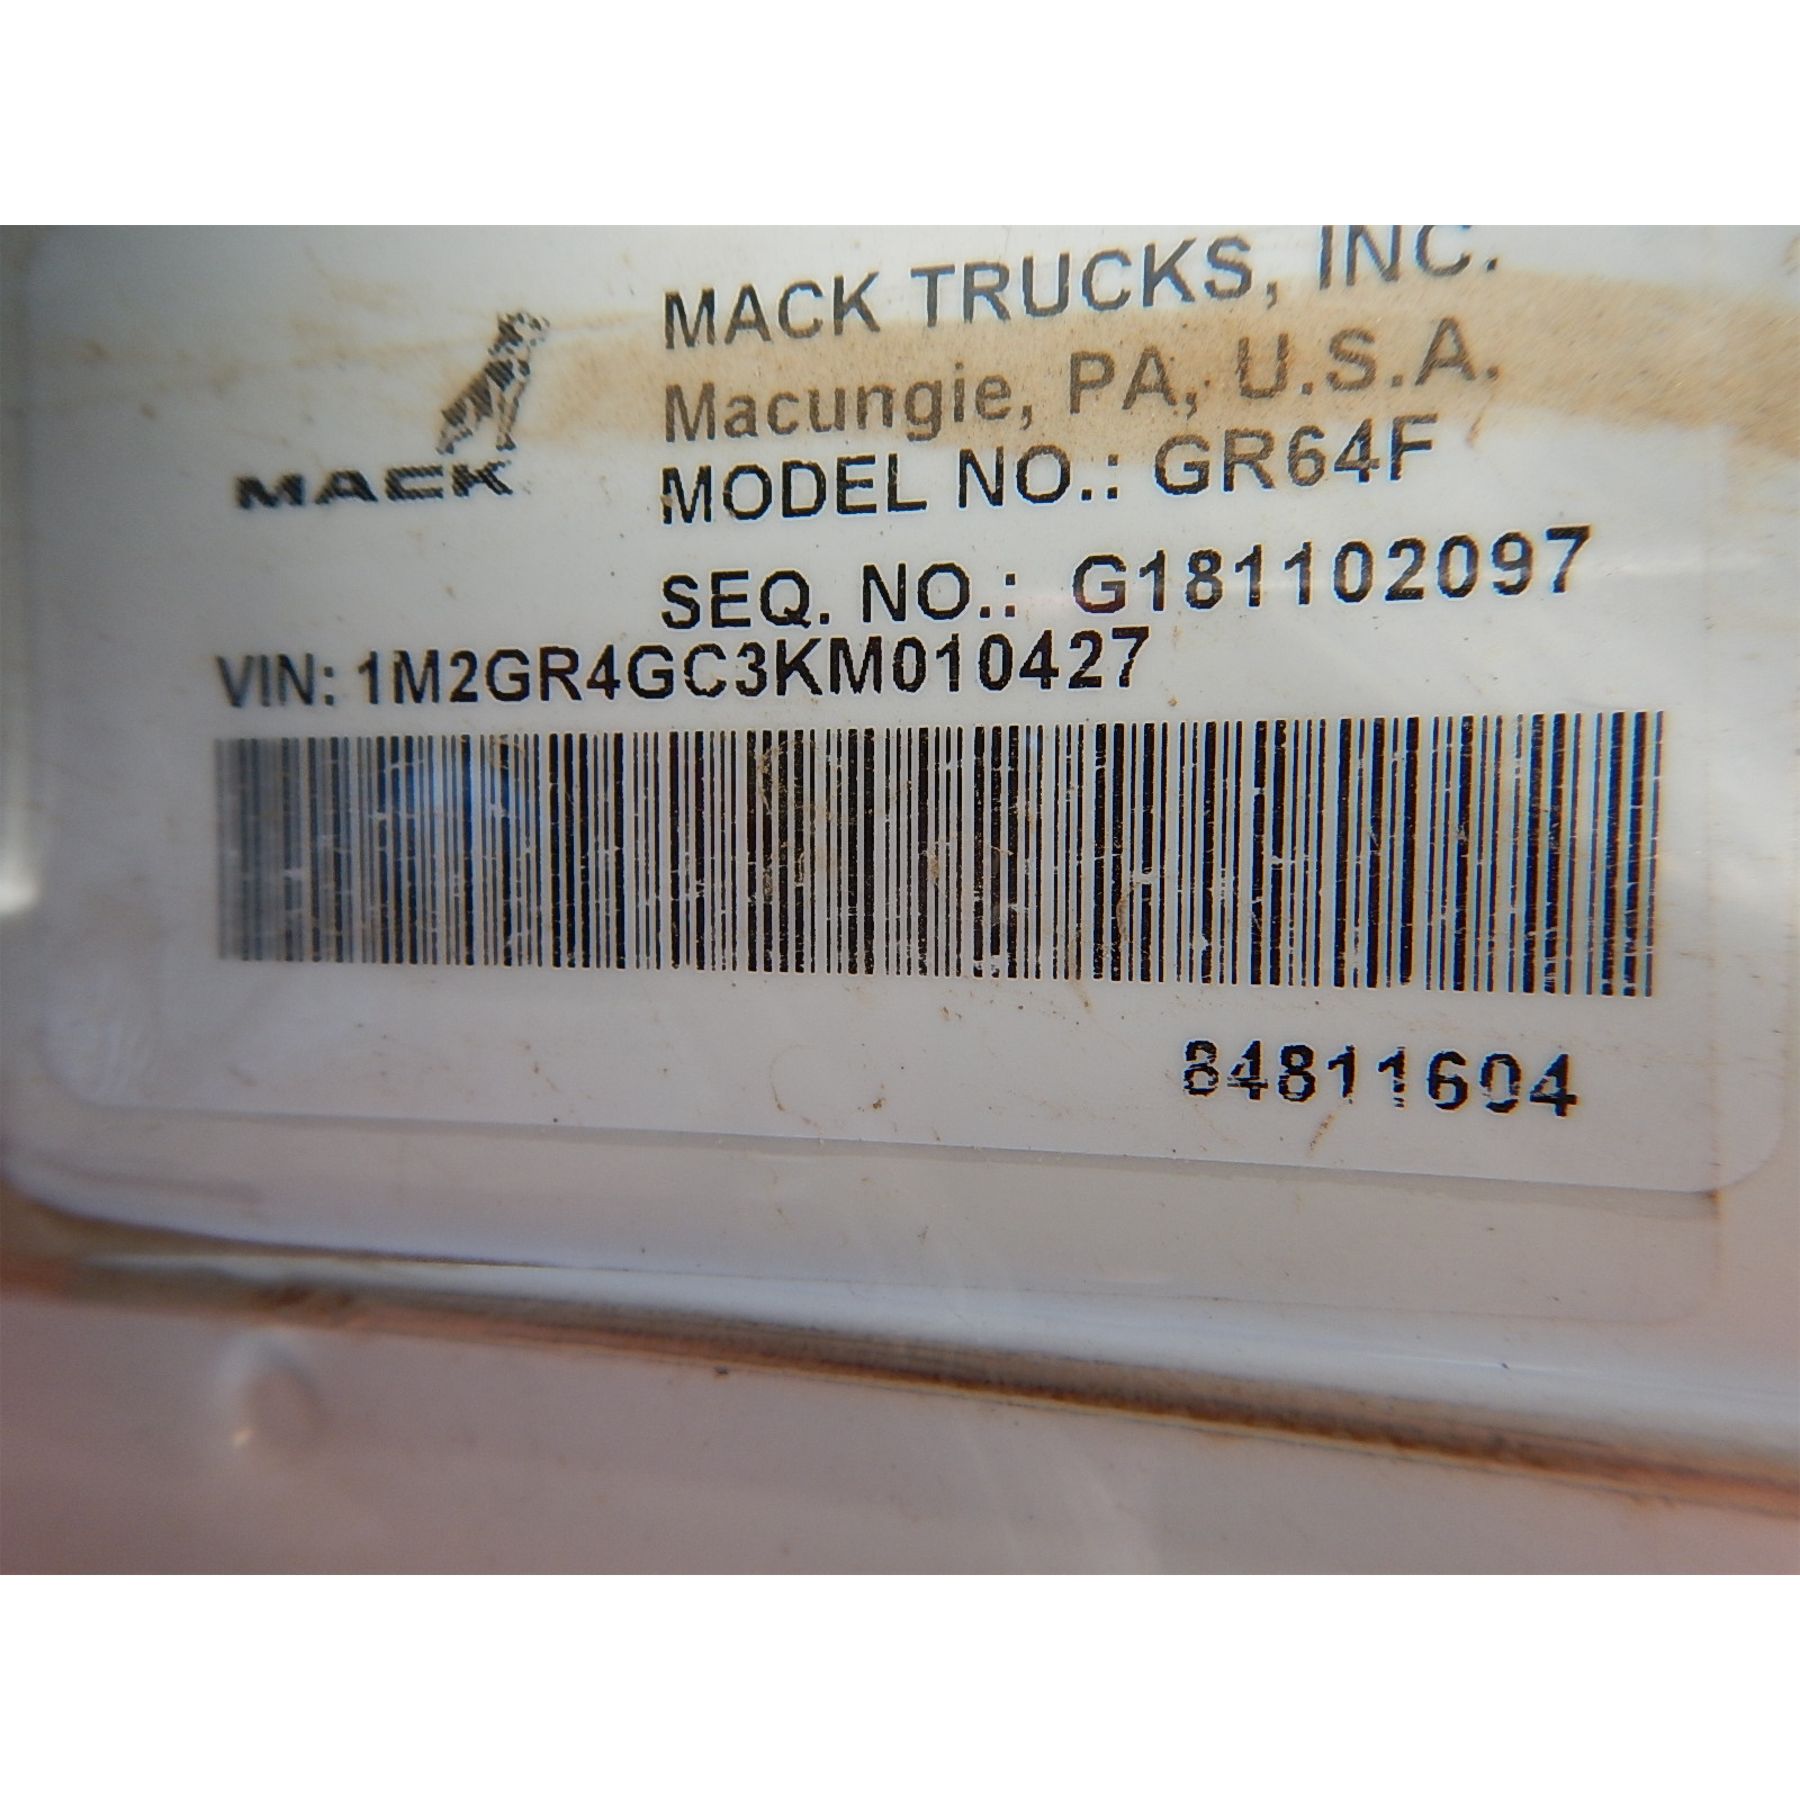 MACK TRUCKS, INC.
Macungie, PA, U.S.A.
MACK
MODEL NO.: GR64F
SEQ. NO.: G181102097
VIN: 1M2GR4GC3KM010427
84811604